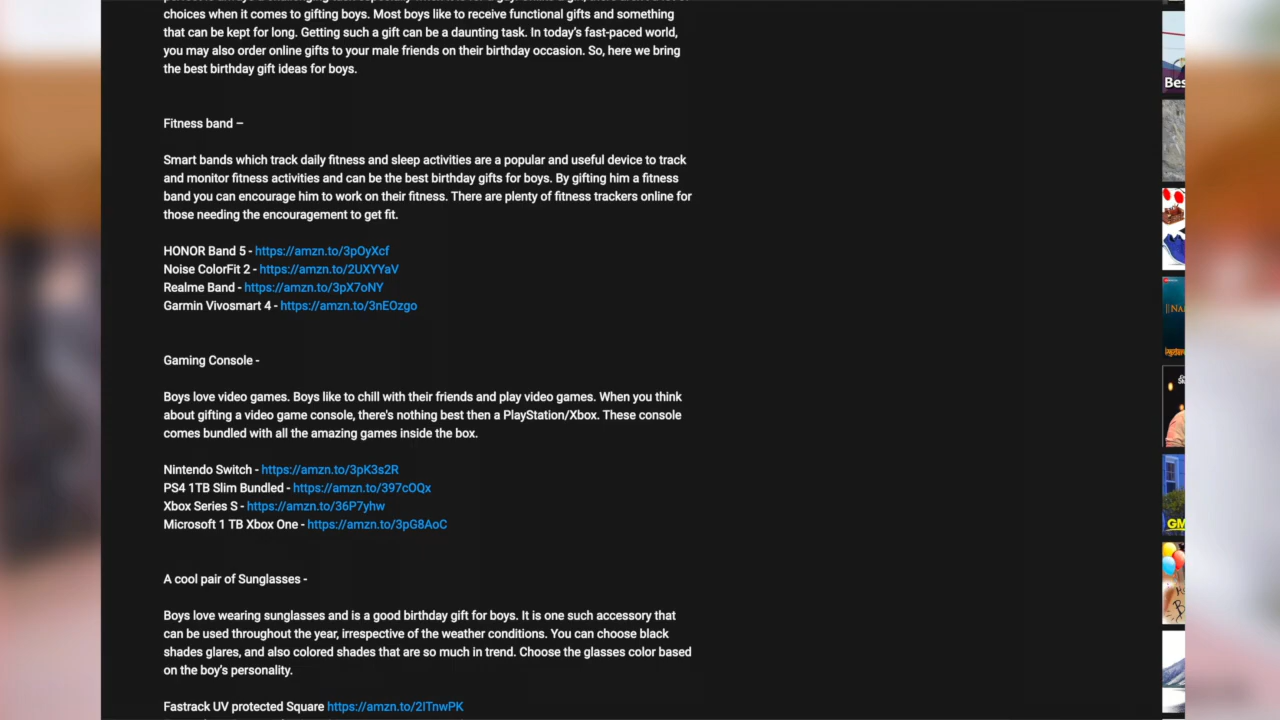 choices when it comes to gifting boys. Most boys like to receive functional gifts and something
that can be kept for long. Getting such a gift can be a daunting task. In today's fast-paced world,
you may also order online gifts to your male friends on their birthday occasion. So, here we bring
the best birthday gift ideas for boys.
Fitness band –
Smart bands which track daily fitness and sleep activities are a popular and useful device to track
and monitor fitness activities and can be the best birthday gifts for boys. By gifting him a fitness
band you can encourage him to work on their fitness. There are plenty of fitness trackers online for
those needing the encouragement to get fit.
HONOR Band 5 - https://amzn.to/3pOyXcf
Noise ColorFit 2 - https://amzn.to/2UXYYaV
Realme Band - https://amzn.to/3pX7oNY
Garmin Vivosmart 4 - https://amzn.to/3nEOzgo
Gaming Console -
Boys love video games. Boys like to chill with their friends and play video games. When you think
about gifting a video game console, there's nothing best then a PlayStation/Xbox. These console
comes bundled with all the amazing games inside the box.
Nintendo Switch - https://amzn.to/3pK3s2R
PS4 1TB Slim Bundled - https://amzn.to/397cOQx
Xbox Series S - https://amzn.to/36P7yhw
Microsoft 1 TB Xbox One - https://amzn.to/3pG8AoC
A cool pair of Sunglasses -
Boys love wearing sunglasses and is a good birthday gift for boys. It is one such accessory that
can be used throughout the year, irrespective of the weather conditions. You can choose black
shades glares, and also colored shades that are so much in trend. Choose the glasses color based
on the boy's personality.
Fastrack UV protected Square https://amzn.to/2ITnwPK
Bes
GM